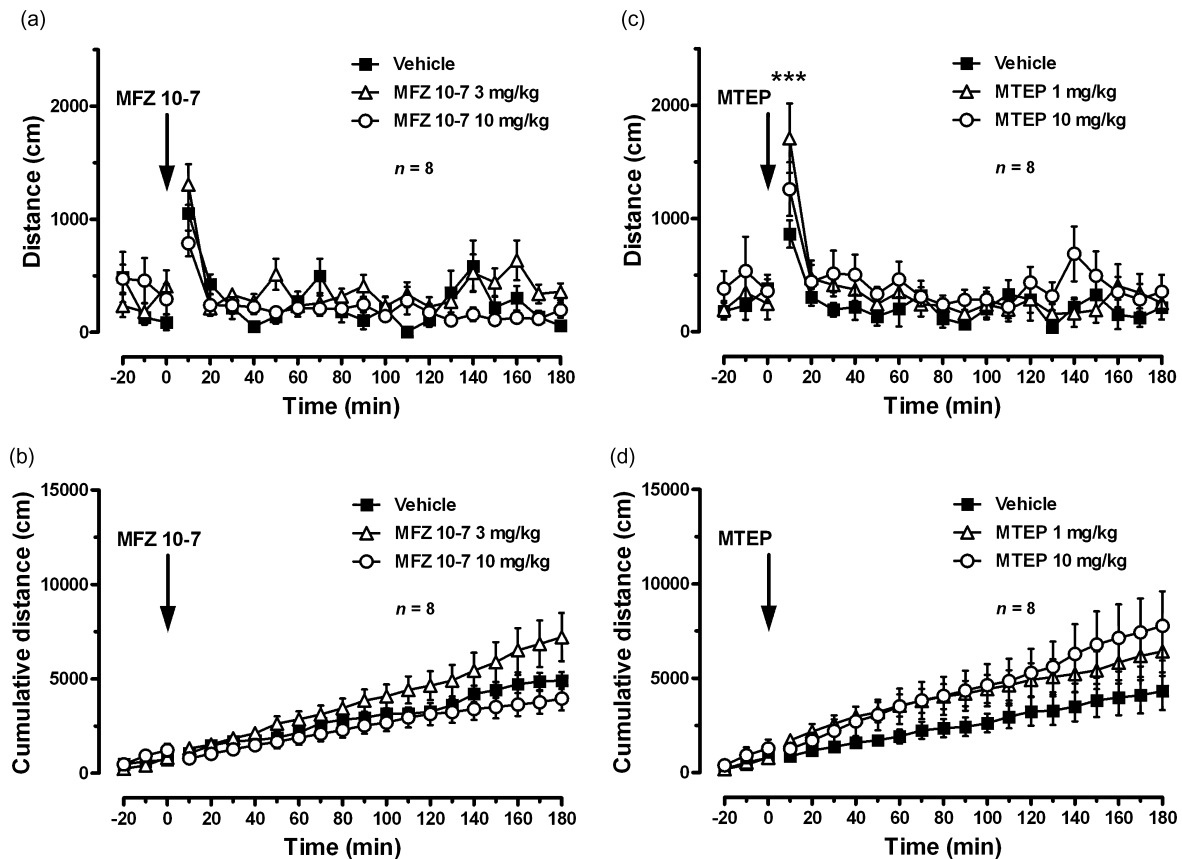 (a)
Distance (cm)
2000
1000
0
MFZ 10-7
Vehicle
MFZ 10-7 3 mg/kg
MFZ 10-7 10 mg/kg
n = 8
-20 0 20 40 60 80 100 120 140 160 180
Time (min)
(c)
Distance (cm)
2000
1000
0
MTEP
***
Vehicle
MTEP 1 mg/kg
MTEP 10 mg/kg
n = 8
-20 0 20 40 60 80 100 120 140 160 180
Time (min)
(b)
Cumulative distance (cm)
15000
10000
5000
0
MFZ 10-7
Vehicle
MFZ 10-7 3 mg/kg
MFZ 10-7 10 mg/kg
n = 8
-20 0 20 40 60 80 100 120 140 160 180
Time (min)
(d)
Cumulative distance (cm)
15000
10000
5000
0
MTEP
Vehicle
MTEP 1 mg/kg
MTEP 10 mg/kg
n = 8
-20 0 20 40 60 80 100 120 140 160 180
Time (min)